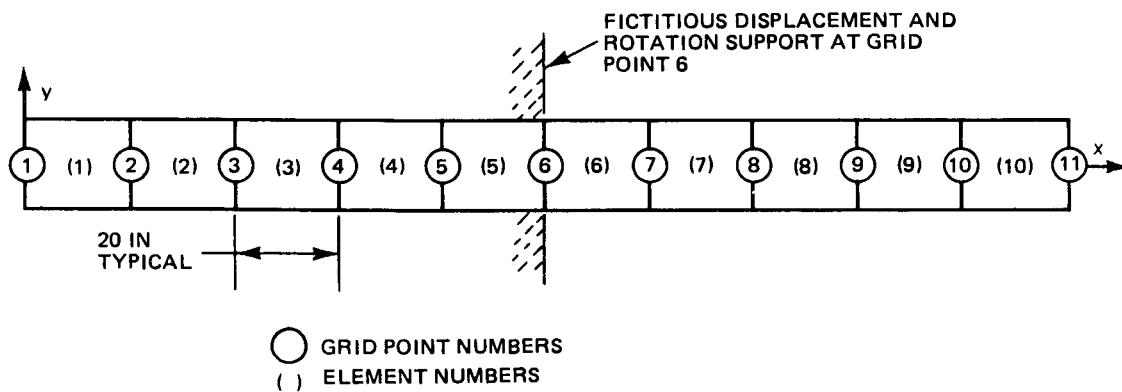 FICTITIOUS DISPLACEMENT AND
ROTATION SUPPORT AT GRID
POINT 6
y
1 (1) 2 (2) 3 (3) 4 (4) 5 (5) 6 (6) 7 (7) 8 (8) 9 (9) 10 (10) 11 x
20 IN
TYPICAL
GRID POINT NUMBERS
( ) ELEMENT NUMBERS